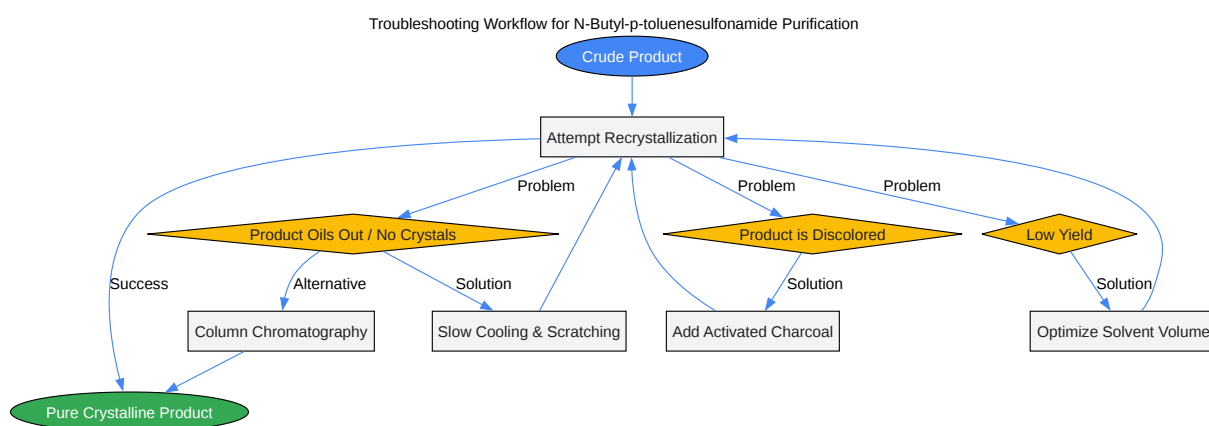 Troubleshooting Workflow for N-Butyl-p-toluenesulfonamide Purification
Crude Product
Attempt Recrystallization
Problem
Problem
Problem
Product Oils Out / No Crystals
Product is Discolored
Low Yield
Success
Alternative
Solution
Solution
Solution
Column Chromatography
Slow Cooling & Scratching
Add Activated Charcoal
Optimize Solvent Volume
Pure Crystalline Product